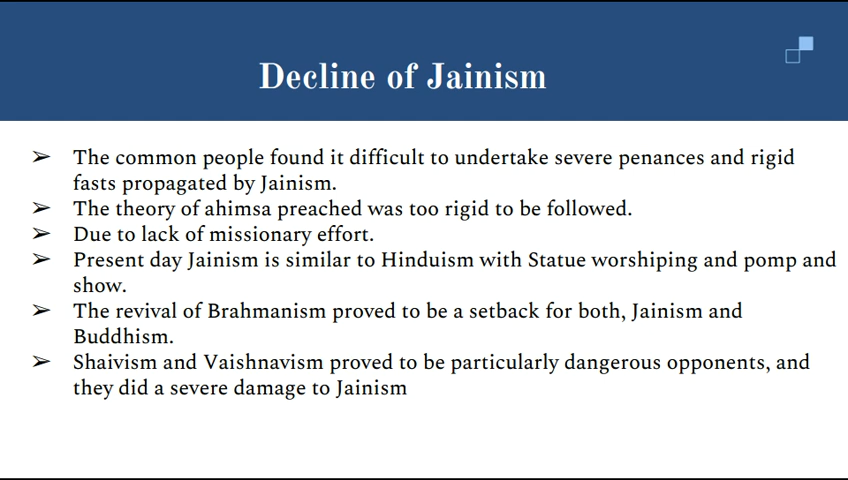 Decline of Jainism
➢ The common people found it difficult to undertake severe penances and rigid
fasts propagated by Jainism.
➢ The theory of ahimsa preached was too rigid to be followed.
➢ Due to lack of missionary effort.
➢ Present day Jainism is similar to Hinduism with Statue worshiping and pomp and
show.
➢ The revival of Brahmanism proved to be a setback for both, Jainism and
Buddhism.
➢ Shaivism and Vaishnavism proved to be particularly dangerous opponents, and
they did a severe damage to Jainism